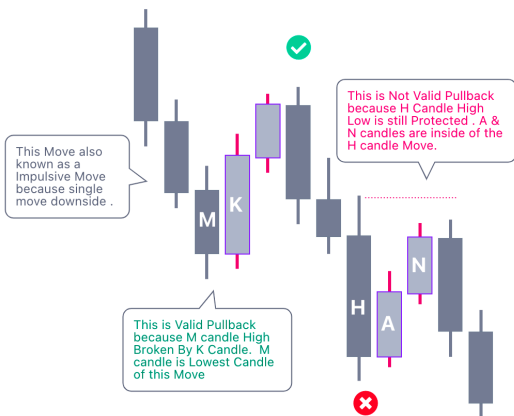 This is Not Valid Pullback
because H Candle High
Low is still Protected . A &
N candles are inside of the
H candle Move.
This Move also
known as a
Impulsive Move
because single
move downside .
M
K
N
H
A
This is Valid Pullback
because M candle High
Broken By K Candle. M
candle is Lowest Candle
of this Move